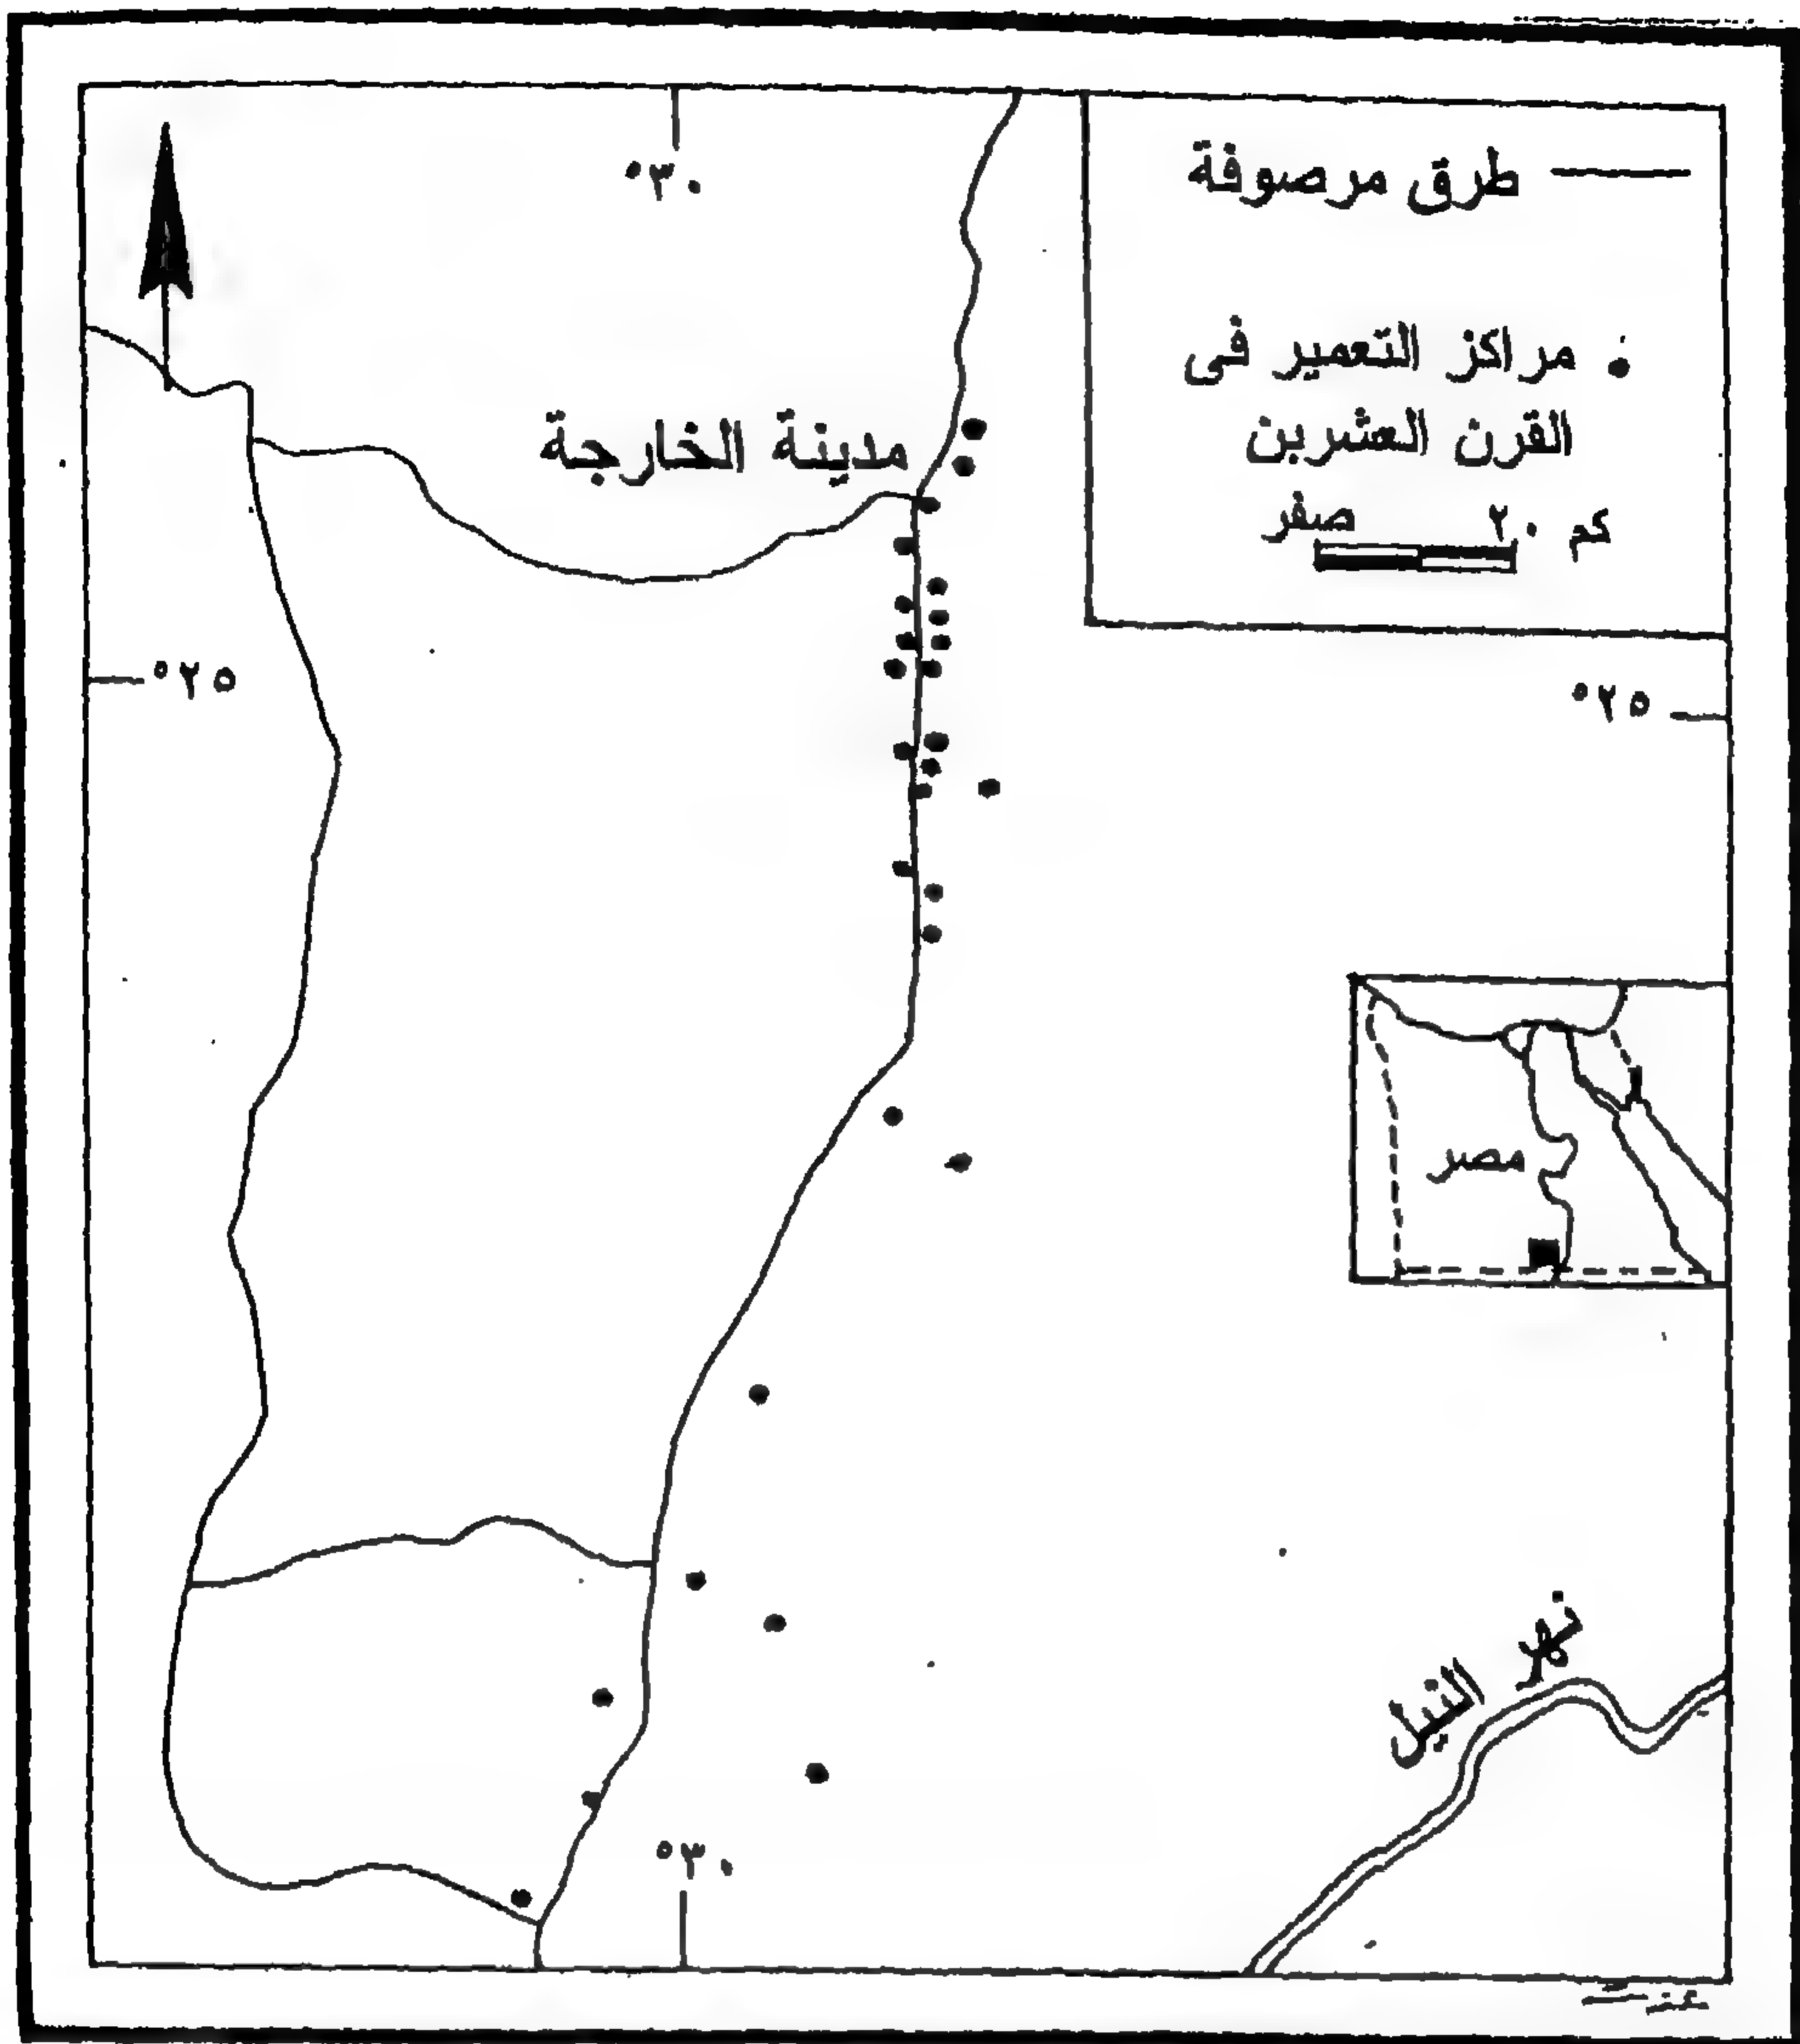 طرق مرصوفة
مراكز التعمير فى
القرن العشرين
كم ٢٠ صفر
°٣٠
مدينة الخارجة
°٢٥
°٢٥
مصر
نهر النيل
°٣٠